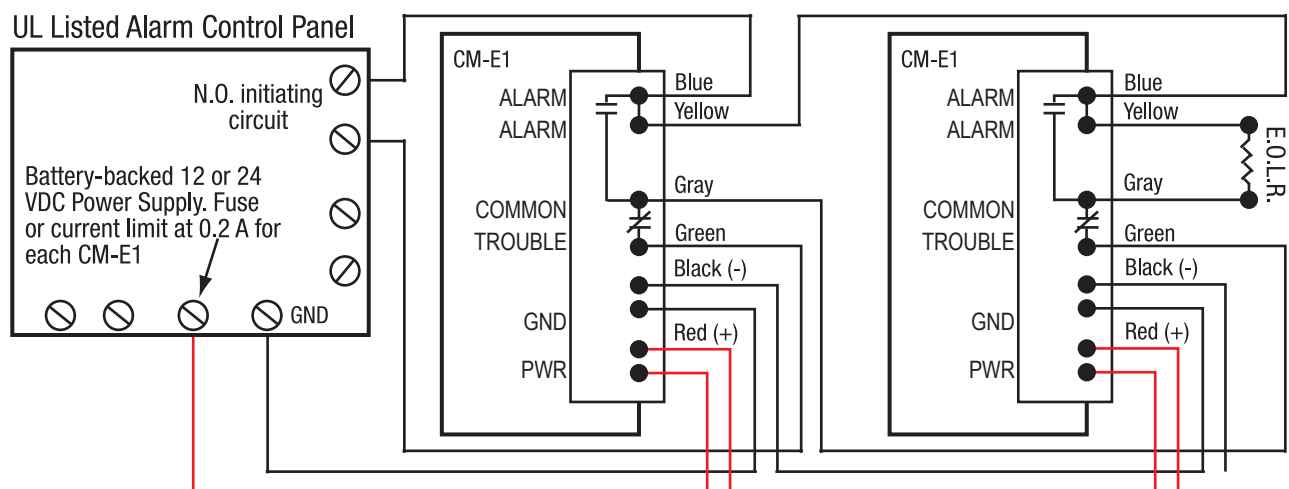 UL Listed Alarm Control Panel
N.O. initiating
circuit
Battery-backed 12 or 24
VDC Power Supply. Fuse
or current limit at 0.2 A for
each CM-E1
GND
CM-E1
ALARM
ALARM
COMMON
TROUBLE
GND
PWR
Blue
Yellow
Gray
Green
Black (-)
Red (+)
CM-E1
ALARM
ALARM
COMMON
TROUBLE
GND
PWR
Blue
Yellow
Gray
Green
Black (-)
Red (+)
E.O.L.R.